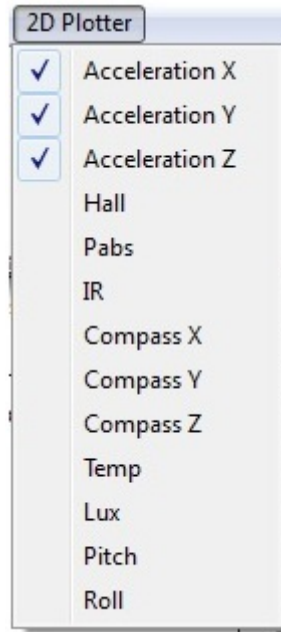 2D Plotter
Acceleration X
Acceleration Y
Acceleration Z
Hall
Pabs
IR
Compass X
Compass Y
Compass Z
Temp
Lux
Pitch
Roll